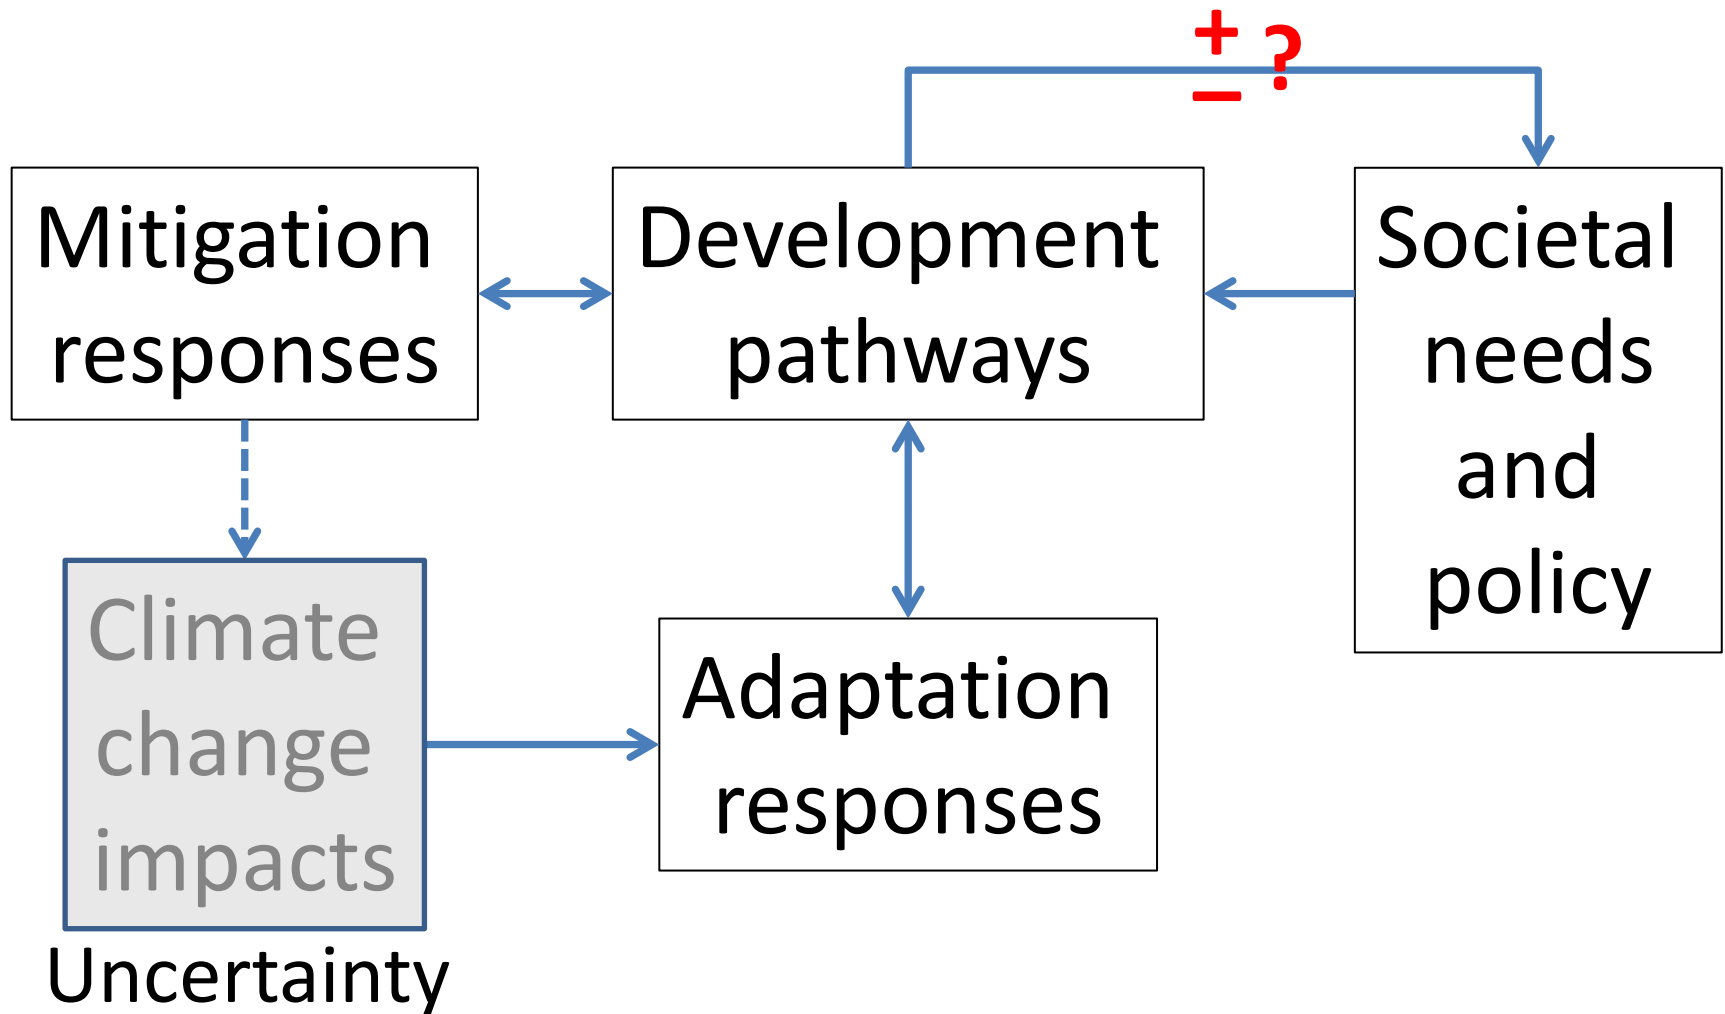 +
− ?
Mitigation
responses
Development
pathways
Societal
needs
and
policy
Climate
change
impacts
Adaptation
responses
Uncertainty